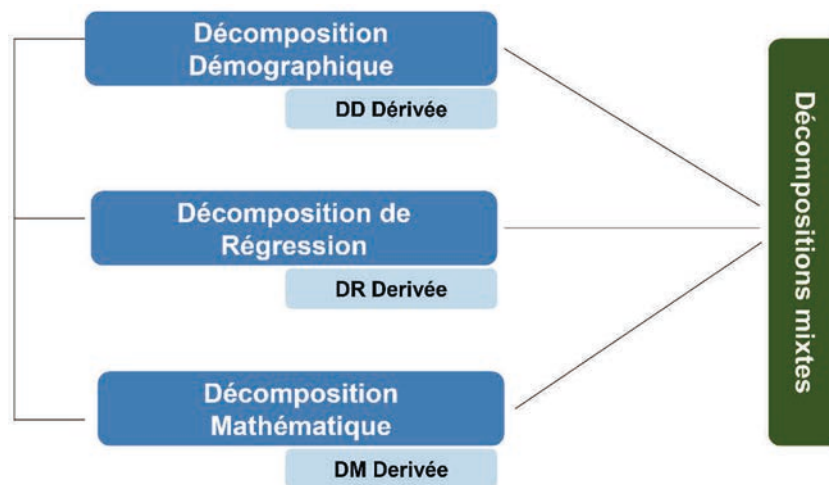 Décomposition
Démographique
DD Dérivée
Décomposition de
Régression
DR Derivée
Décomposition
Mathématique
DM Derivée
Décompositions mixtes